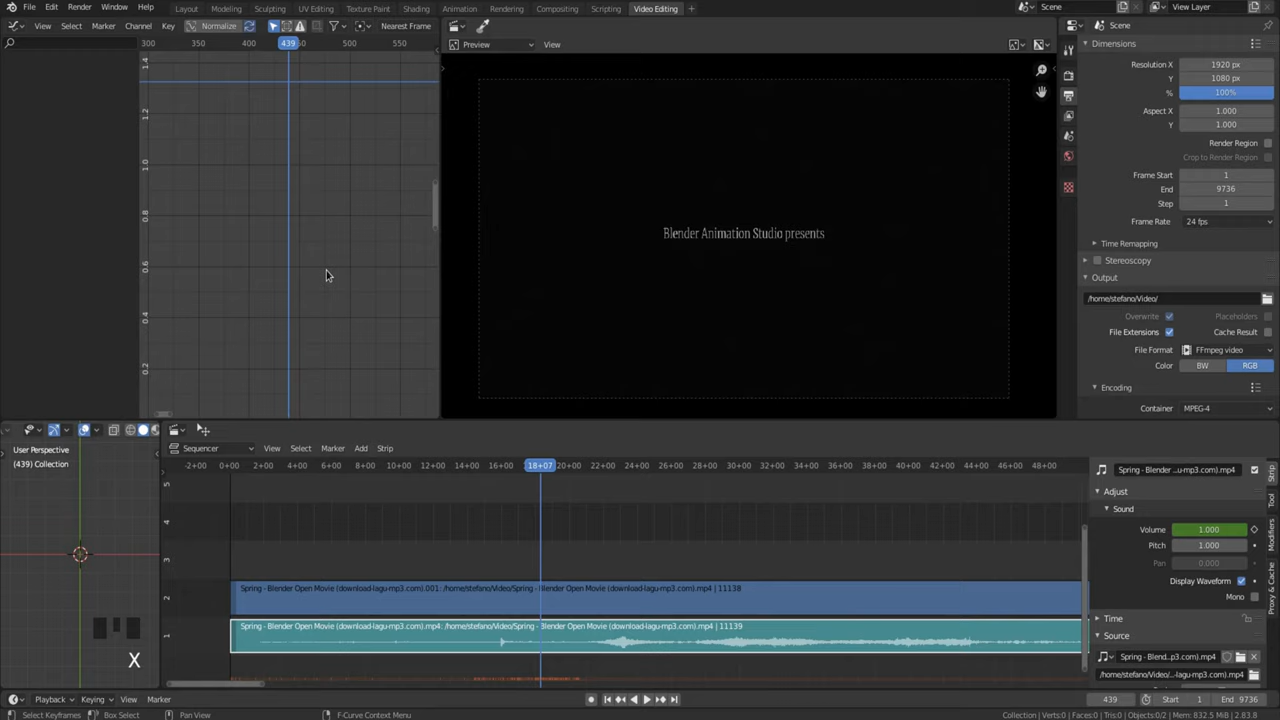 File Edit Render Window Help Layout Modeling Sculpting UV Editing Texture Paint Shading Animation Rendering Compositing Scripting Video Editing Scene View Layer
View Select Marker Channel Key Normalize Nearest Frame Preview View Scene
300 350 400 439 500 550
1.4
1.2
1.0
0.8
0.6
0.4
0.2
Blender Animation Studio presents
Dimensions
Resolution X 1920 px
Y 1080 px
% 100%
Aspect X 1.000
Y 1.000
Render Region
Crop to Render Region
Frame Start 1
End 9736
Step 1
Frame Rate 24 fps
Time Remapping
Stereoscopy
Output
/home/stefano/Video/
Overwrite Placeholders
File Extensions Cache Result
File Format FFmpeg video
Color BW RGB
Encoding
Container MPEG-4
User Perspective
(439) Collection
X
Sequencer View Select Marker Add Strip
-2+00 0+00 2+00 4+00 6+00 8+00 10+00 12+00 14+00 16+00 18+07 20+00 22+00 24+00 26+00 28+00 30+00 32+00 34+00 36+00 38+00 40+00 42+00 44+00 46+00 48+00
5
4
3
2
1
Spring - Blender Open Movie (download-lagu-mp3.com).001: /home/stefano/Video/Spring - Blender Open Movie (download-lagu-mp3.com).mp4 | 11138
Spring - Blender Open Movie (download-lagu-mp3.com).mp4: /home/stefano/Video/Spring - Blender Open Movie (download-lagu-mp3.com).mp4 | 11139
Spring - Blender ...u-mp3.com).mp4
Adjust
Sound
Volume 1.000
Pitch 1.000
Pan 0.000
Display Waveform
Mono
Time
Source
Spring - Blend..p3.com).mp4
/home/stefano/Video/...-lagu-mp3.com).mp4
Strip
Tool
Modifiers
Proxy & Cache
Playback Keying View Marker 439 Start 1 End 9736
Select Keyframes Box Select Pan View F-Curve Context Menu Collection | Verts:0 | Faces:0 | Tris:0 | Objects:0/2 | Mem: 832.5 MiB | 2.83.8